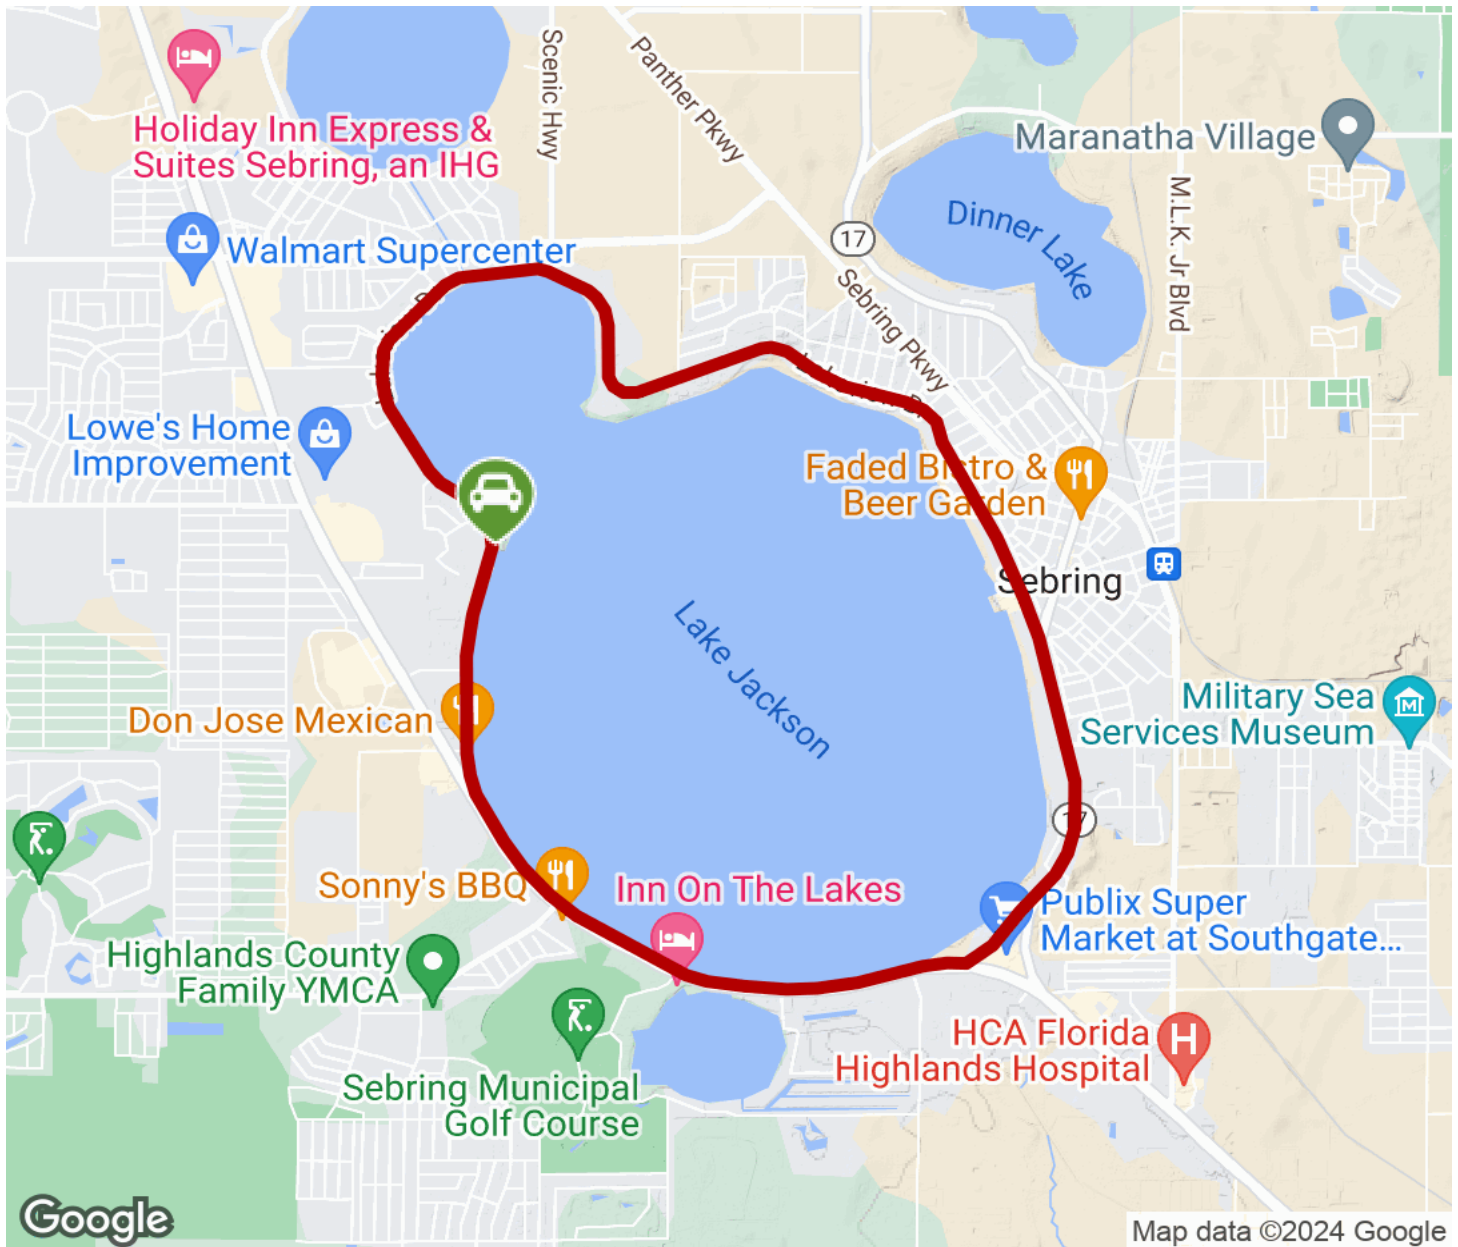 Scenic Hwy
Panther Pkwy
Holiday Inn Express &
Suites Sebring, an IHG
Maranatha Village
M.L.K. Jr Blvd
Dinner Lake
17
Walmart Supercenter
Sebring Pkwy
Lowe's Home
Improvement
Faded Bistro &
Beer Garden
Sebring
Lake Jackson
Military Sea
Services Museum
Don Jose Mexican
17
Sonny's BBQ
Inn On The Lakes
Publix Super
Market at Southgate...
Highlands County
Family YMCA
HCA Florida
Highlands Hospital
H
Sebring Municipal
Golf Course
Google
Map data ©2024 Google